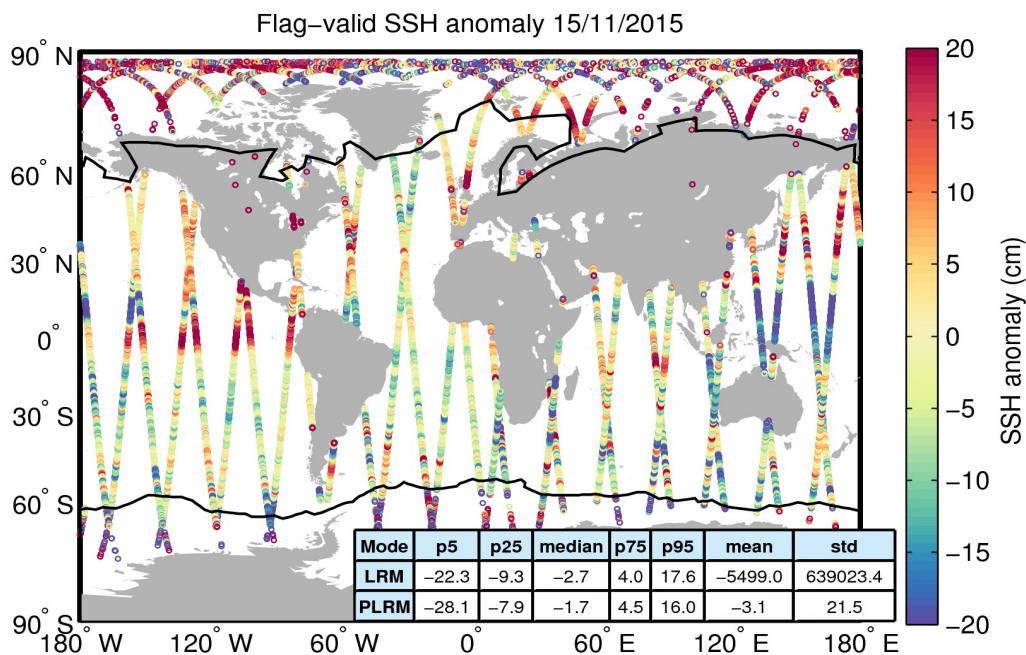 Flag−valid SSH anomaly 15/11/2015
90° N
60° N
30° N
0°
30° S
60° S
90° S
180° W 120° W 60° W 0° 60° E 120° E 180° E
Mode p5 p25 median p75 p95 mean std
LRM −22.3 −9.3 −2.7 4.0 17.6 −5499.0 639023.4
PLRM −28.1 −7.9 −1.7 4.5 16.0 −3.1 21.5
20
15
10
5
0
−5
−10
−15
−20
SSH anomaly (cm)